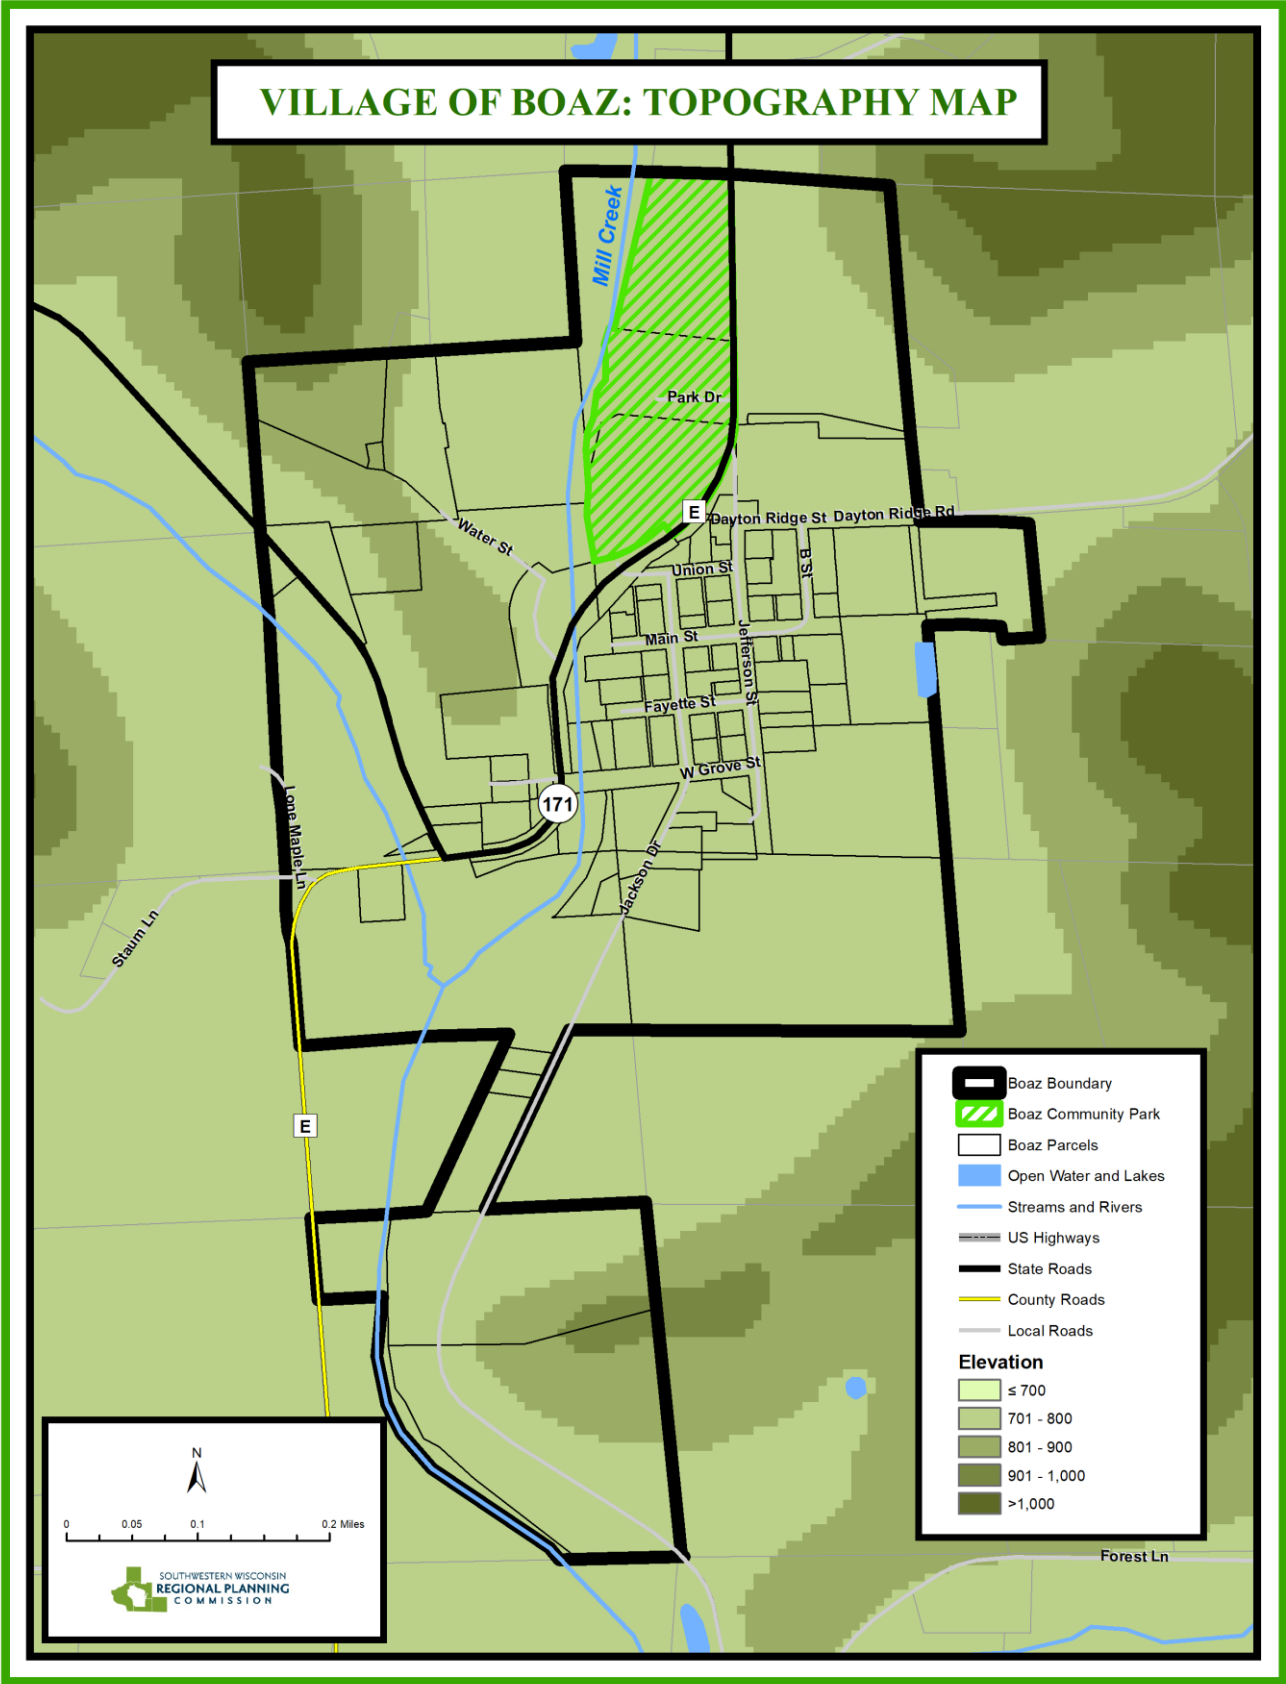 VILLAGE OF BOAZ: TOPOGRAPHY MAP
Mill Creek
Park Dr
E
Dayton Ridge St
Dayton Ridge Rd
Water St
Union St
B St
Main St
Jefferson St
Fayette St
W Grove St
171
Lone Maple Ln
Jackson Dr
Staum Ln
E
Boaz Boundary
Boaz Community Park
Boaz Parcels
Open Water and Lakes
Streams and Rivers
US Highways
State Roads
County Roads
Local Roads
Elevation
≤ 700
701 - 800
801 - 900
901 - 1,000
>1,000
N
0 0.05 0.1 0.2 Miles
SOUTHWESTERN WISCONSIN
REGIONAL PLANNING
COMMISSION
Forest Ln